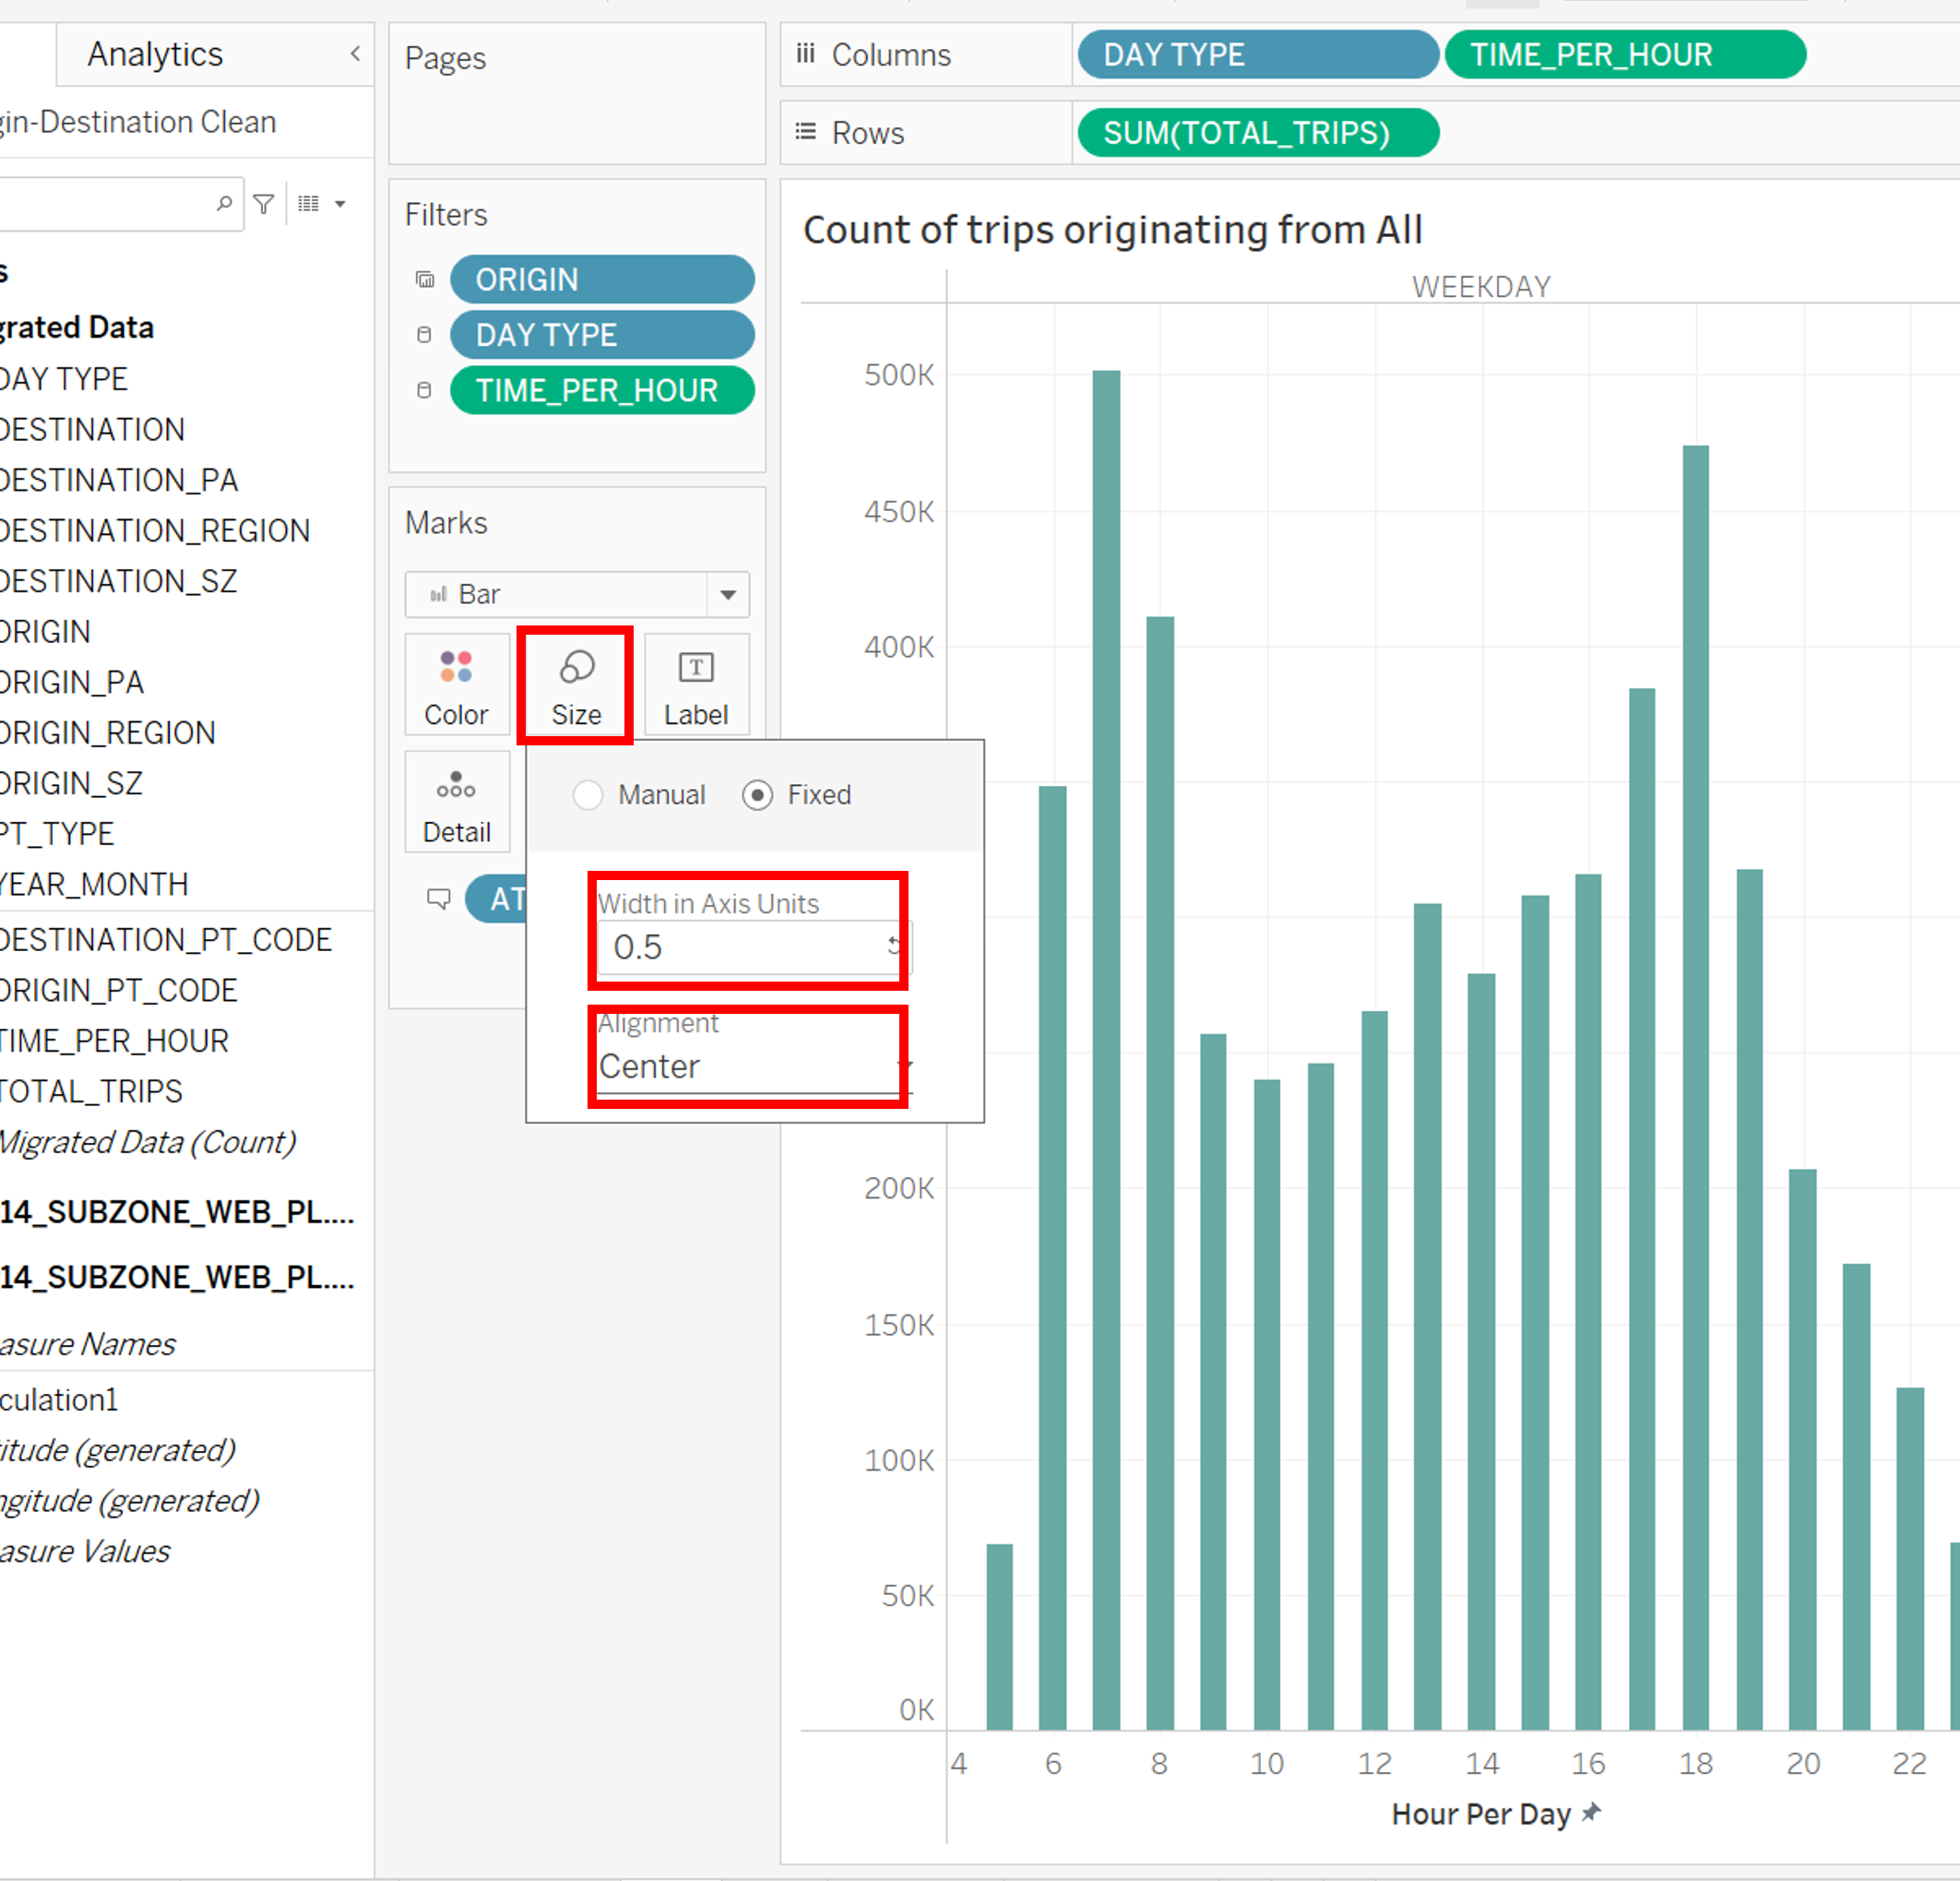 Analytics
gin-Destination Clean
s
grated Data
DAY TYPE
DESTINATION
DESTINATION_PA
DESTINATION_REGION
DESTINATION_SZ
ORIGIN
ORIGIN_PA
ORIGIN_REGION
ORIGIN_SZ
PT_TYPE
YEAR_MONTH
DESTINATION_PT_CODE
ORIGIN_PT_CODE
TIME_PER_HOUR
TOTAL_TRIPS
Migrated Data (Count)
14_SUBZONE_WEB_PL....
14_SUBZONE_WEB_PL....
asure Names
culation1
titude (generated)
ngitude (generated)
asure Values
Pages
Filters
ORIGIN
DAY TYPE
TIME_PER_HOUR
Marks
Bar
Color Size Label
Detail
AT
Manual Fixed
Width in Axis Units
0.5
Alignment
Center
Columns DAY TYPE TIME_PER_HOUR
Rows SUM(TOTAL_TRIPS)
Count of trips originating from All
WEEKDAY
500K
450K
400K
200K
150K
100K
50K
0K
4 6 8 10 12 14 16 18 20 22
Hour Per Day